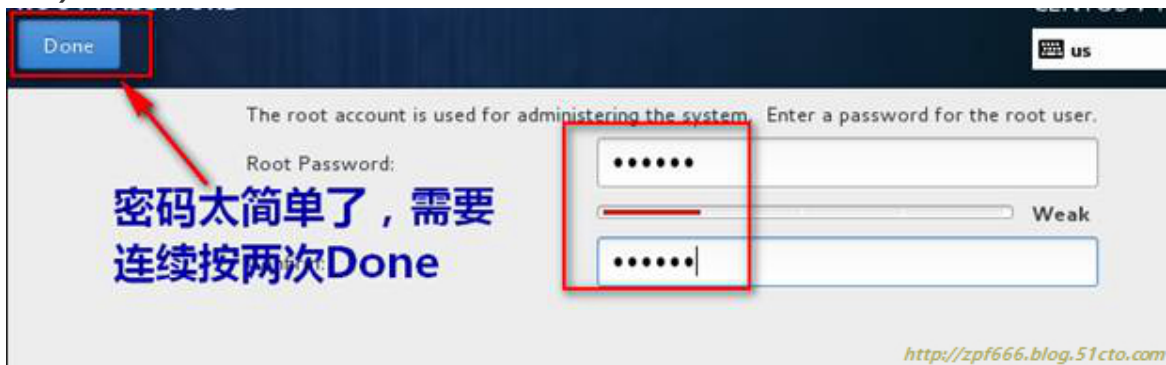 Done
us
The root account is used for administering the system. Enter a password for the root user.
Root Password:
••••••
密码太简单了，需要
连续按两次Done
Weak
••••••
http://zpf666.blog.51cto.com